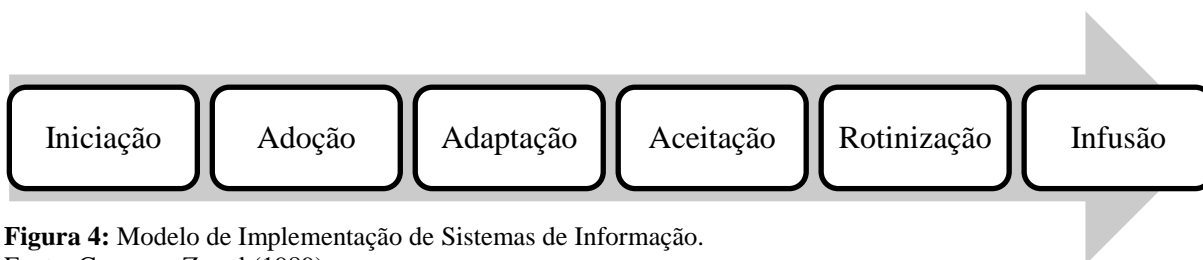 Iniciação Adoção Adaptação Aceitação Rotinização Infusão
Figura 4: Modelo de Implementação de Sistemas de Informação.